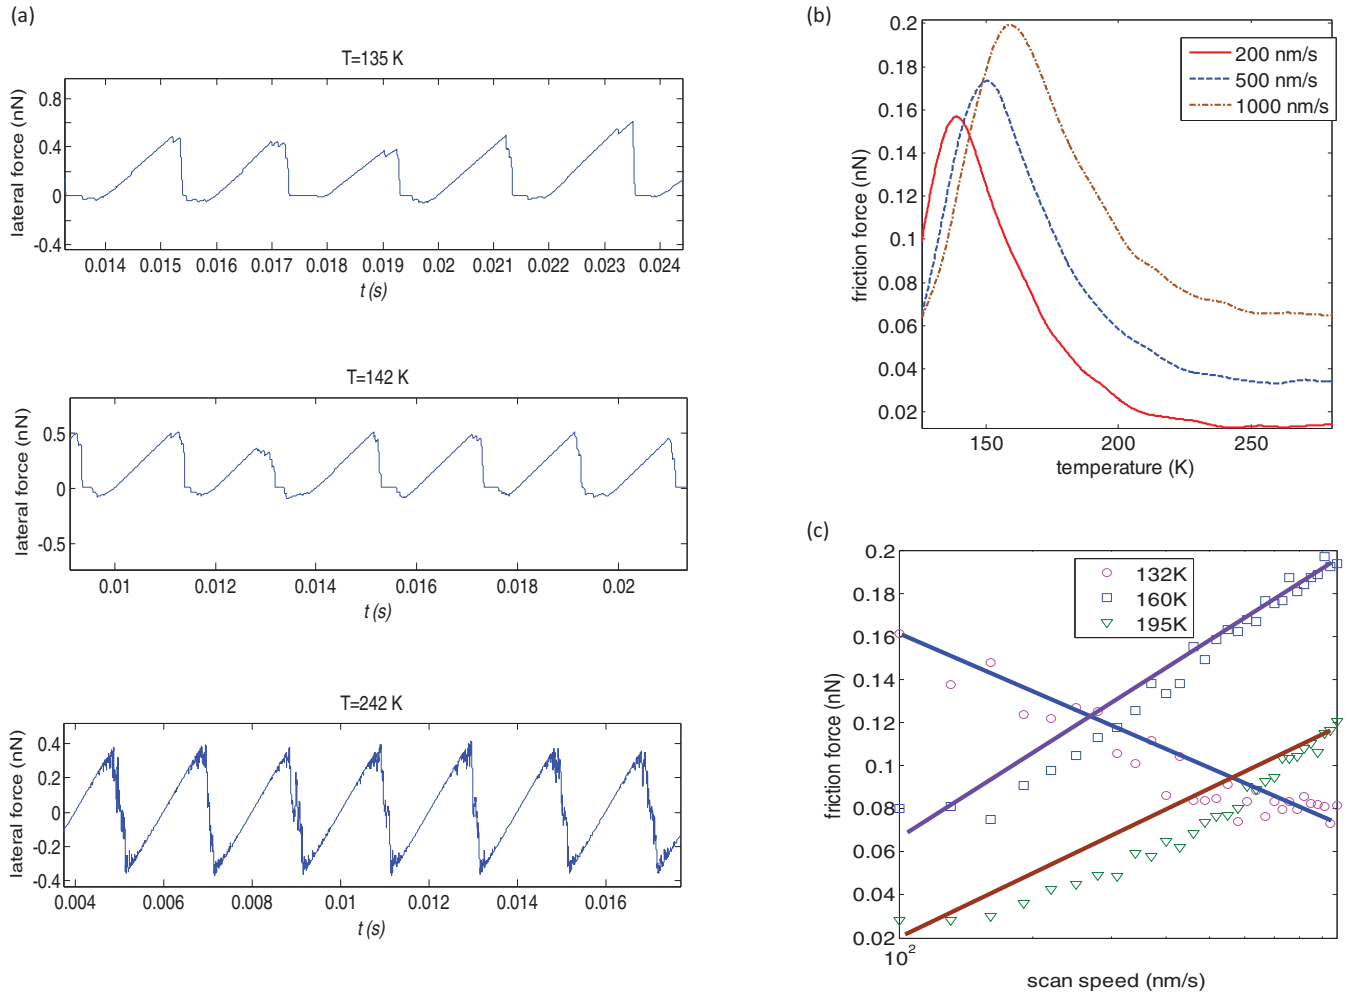 (a)
T=135 K
lateral force (nN)
0.8
0.4
0
-0.4
0.014 0.015 0.016 0.017 0.018 0.019 0.02 0.021 0.022 0.023 0.024
t (s)
T=142 K
lateral force (nN)
0.5
0
-0.5
0.01 0.012 0.014 0.016 0.018 0.02
t (s)
T=242 K
lateral force (nN)
0.4
0.2
0
-0.2
-0.4
0.004 0.006 0.008 0.01 0.012 0.014 0.016
t (s)
(b)
friction force (nN)
0.2
0.18
0.16
0.14
0.12
0.1
0.08
0.06
0.04
0.02
200 nm/s
500 nm/s
1000 nm/s
150 200 250
temperature (K)
(c)
friction force (nN)
0.2
0.18
0.16
0.14
0.12
0.1
0.08
0.06
0.04
0.02
132K
160K
195K
10²
scan speed (nm/s)